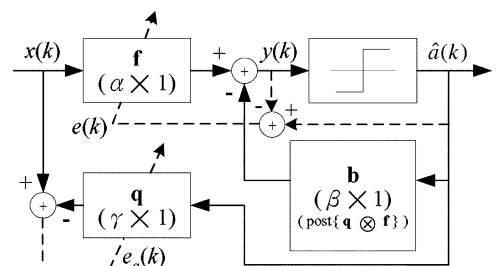 x(k)
f
(α × 1)
+
+
-
y(k)
â(k)
-
+
+
e(k)
b
(β × 1)
(post{q ⊗ f})
q
(γ × 1)
+
+
-
e_q(k)